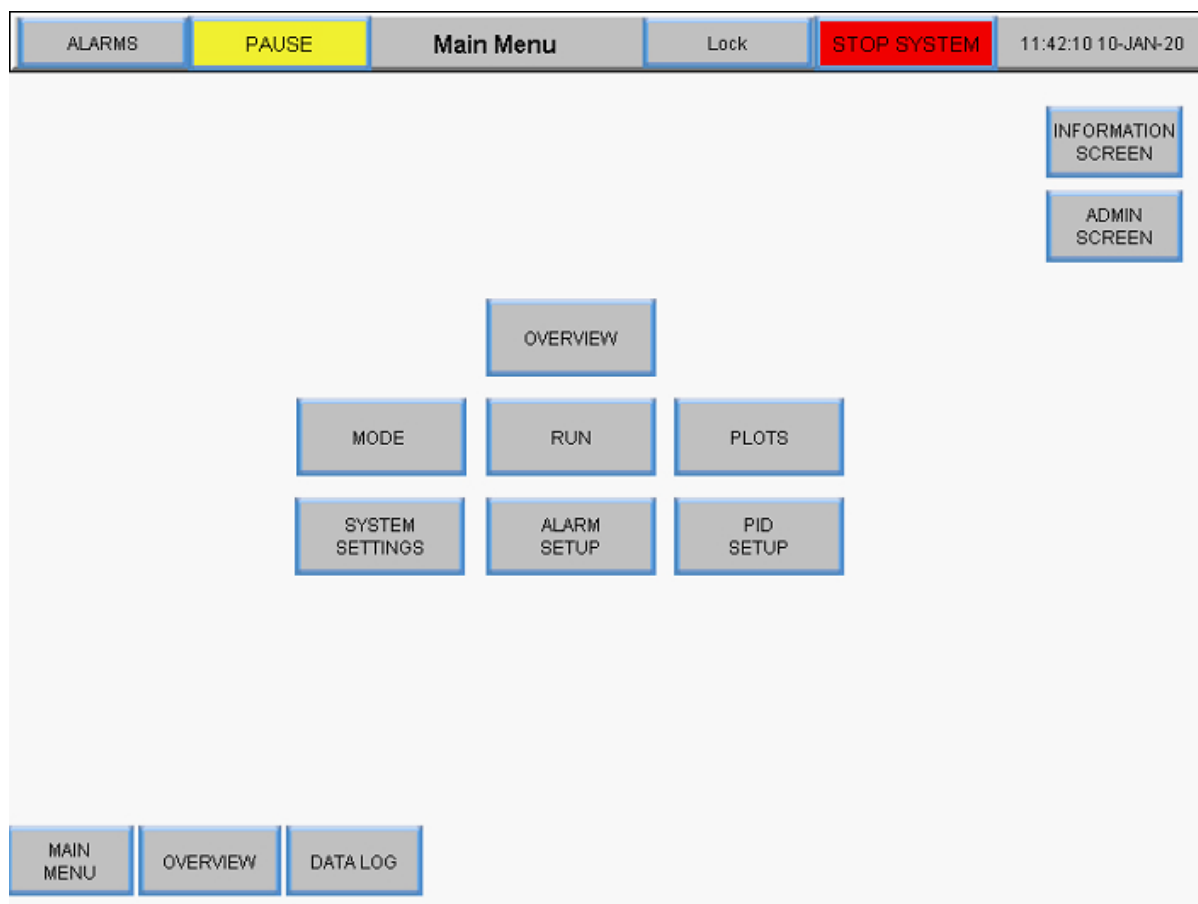 ALARMS PAUSE Main Menu Lock STOP SYSTEM 11:42:10 10-JAN-20
INFORMATION
SCREEN
ADMIN
SCREEN
OVERVIEW
MODE RUN PLOTS
SYSTEM
SETTINGS
ALARM
SETUP
PID
SETUP
MAIN
MENU
OVERVIEW
DATA LOG